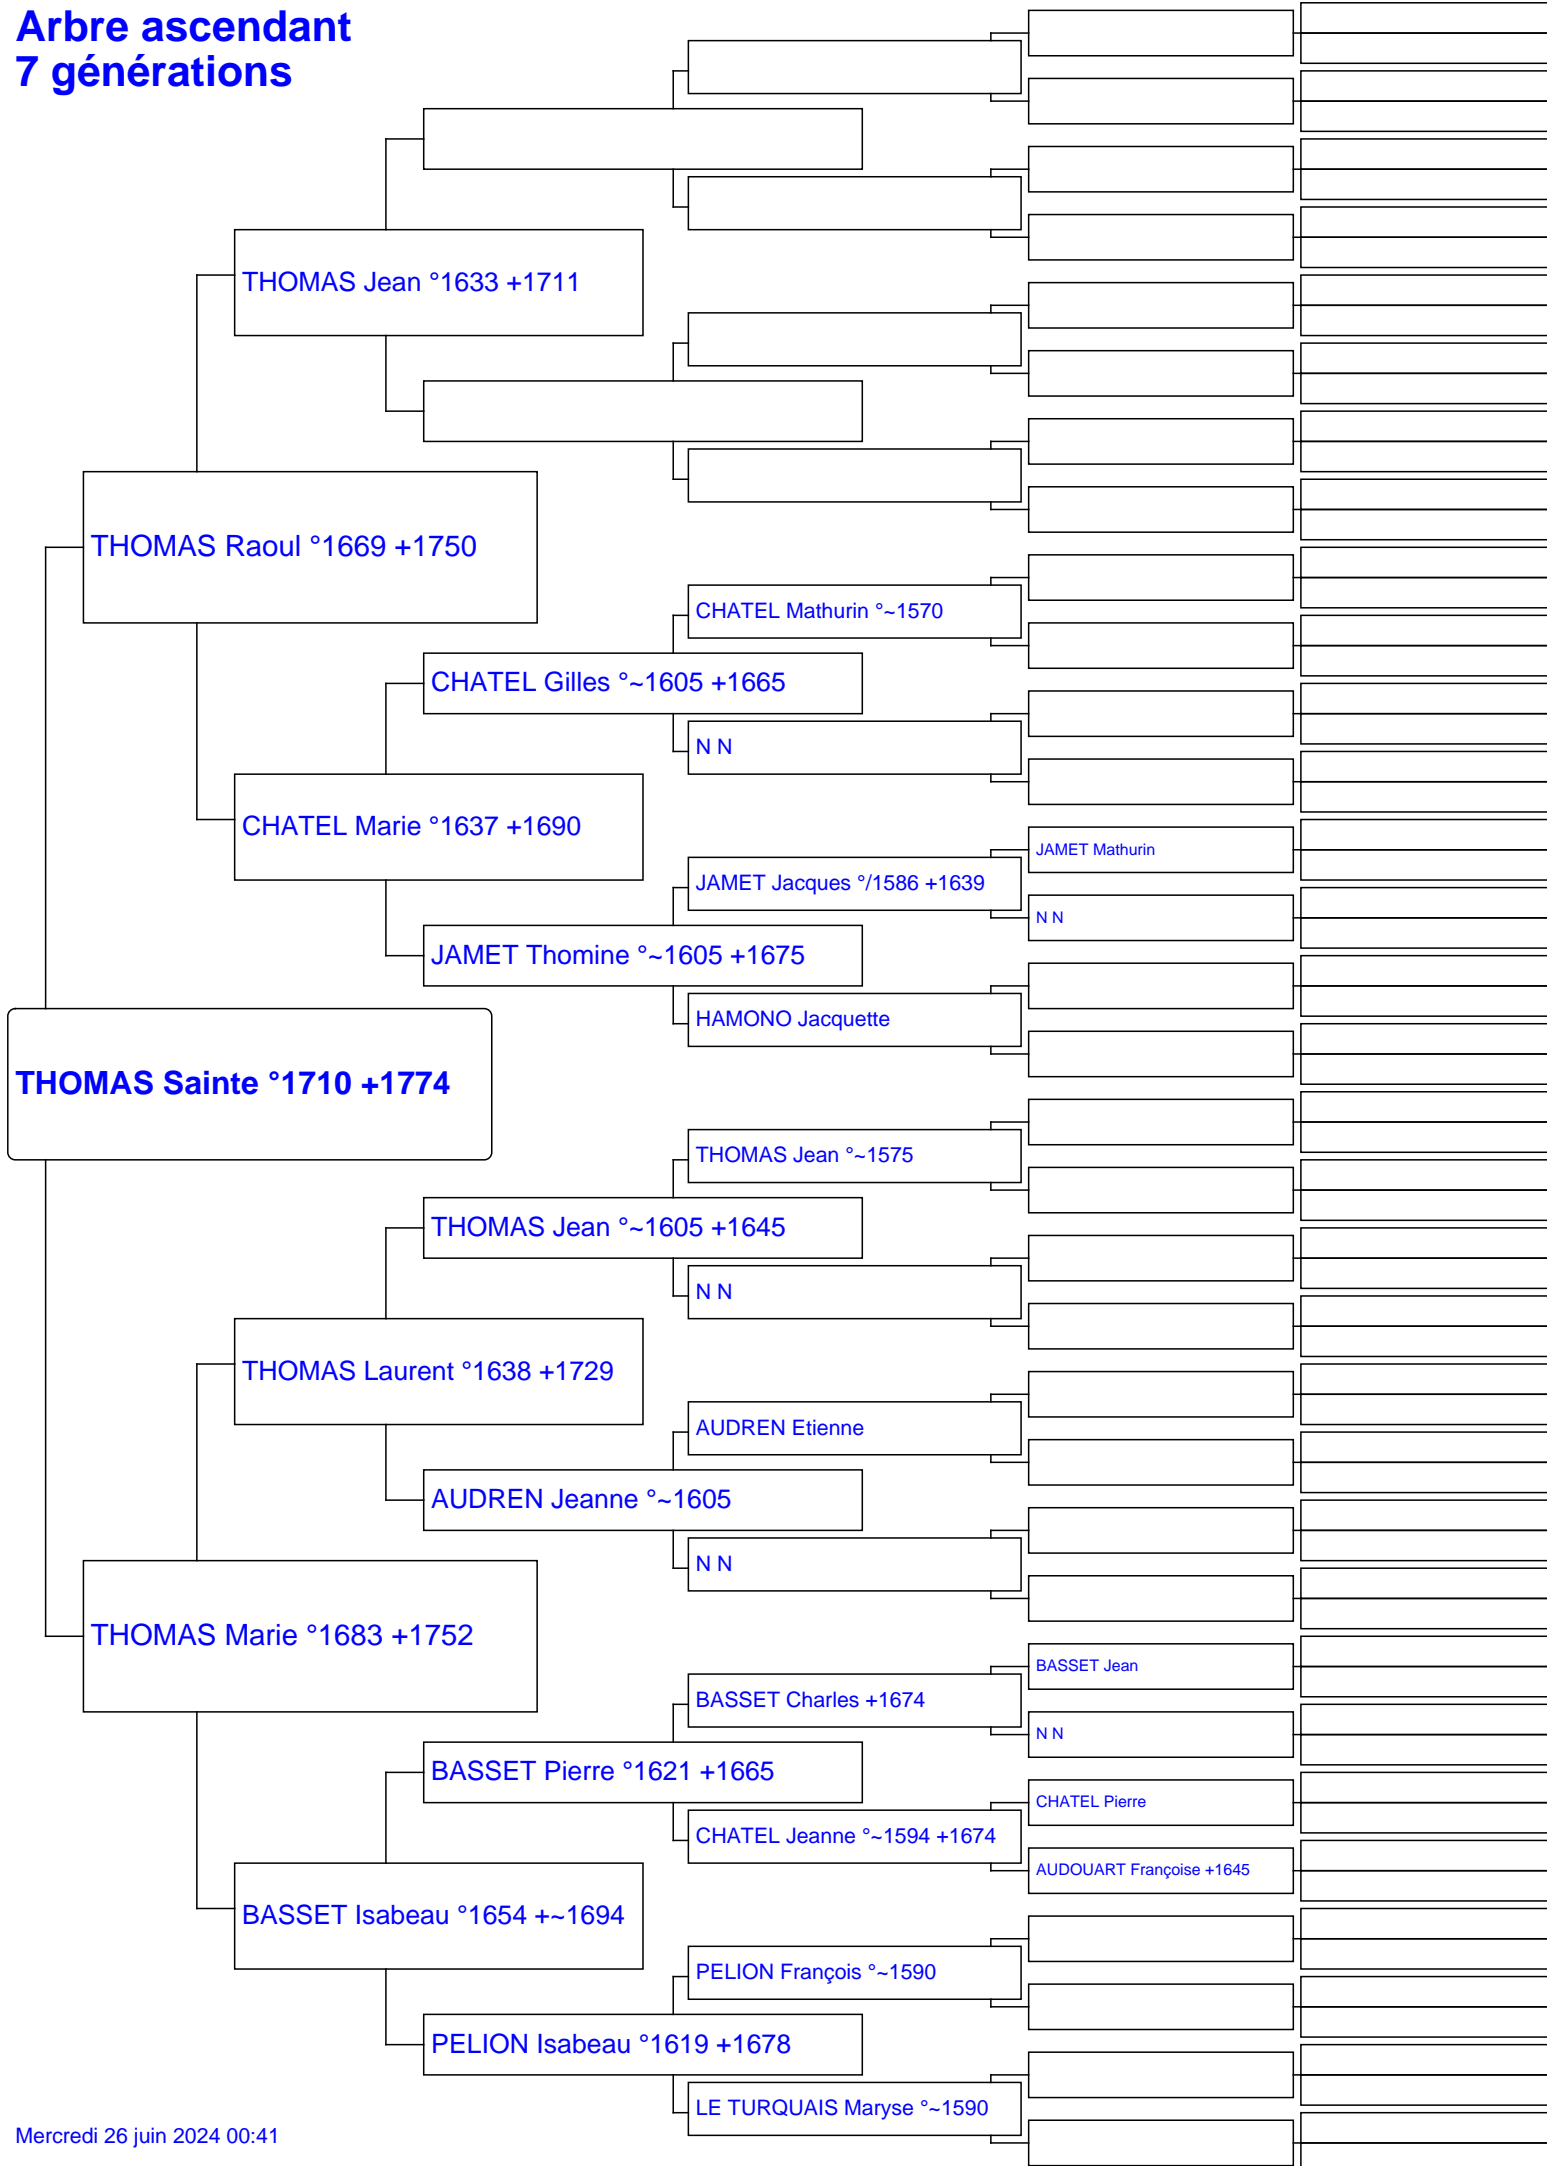 Arbre ascendant
7 générations
THOMAS Jean °1633 +1711
THOMAS Raoul °1669 +1750
CHATEL Mathurin °~1570
CHATEL Gilles °~1605 +1665
N N
CHATEL Marie °1637 +1690
JAMET Mathurin
JAMET Jacques °/1586 +1639
N N
JAMET Thomine °~1605 +1675
HAMONO Jacquette
THOMAS Sainte °1710 +1774
THOMAS Jean °~1575
THOMAS Jean °~1605 +1645
N N
THOMAS Laurent °1638 +1729
AUDREN Etienne
AUDREN Jeanne °~1605
N N
THOMAS Marie °1683 +1752
BASSET Jean
BASSET Charles +1674
N N
BASSET Pierre °1621 +1665
CHATEL Pierre
CHATEL Jeanne °~1594 +1674
AUDOUART Françoise +1645
BASSET Isabeau °1654 +~1694
PELION François °~1590
PELION Isabeau °1619 +1678
LE TURQUAIS Maryse °~1590
Mercredi 26 juin 2024 00:41